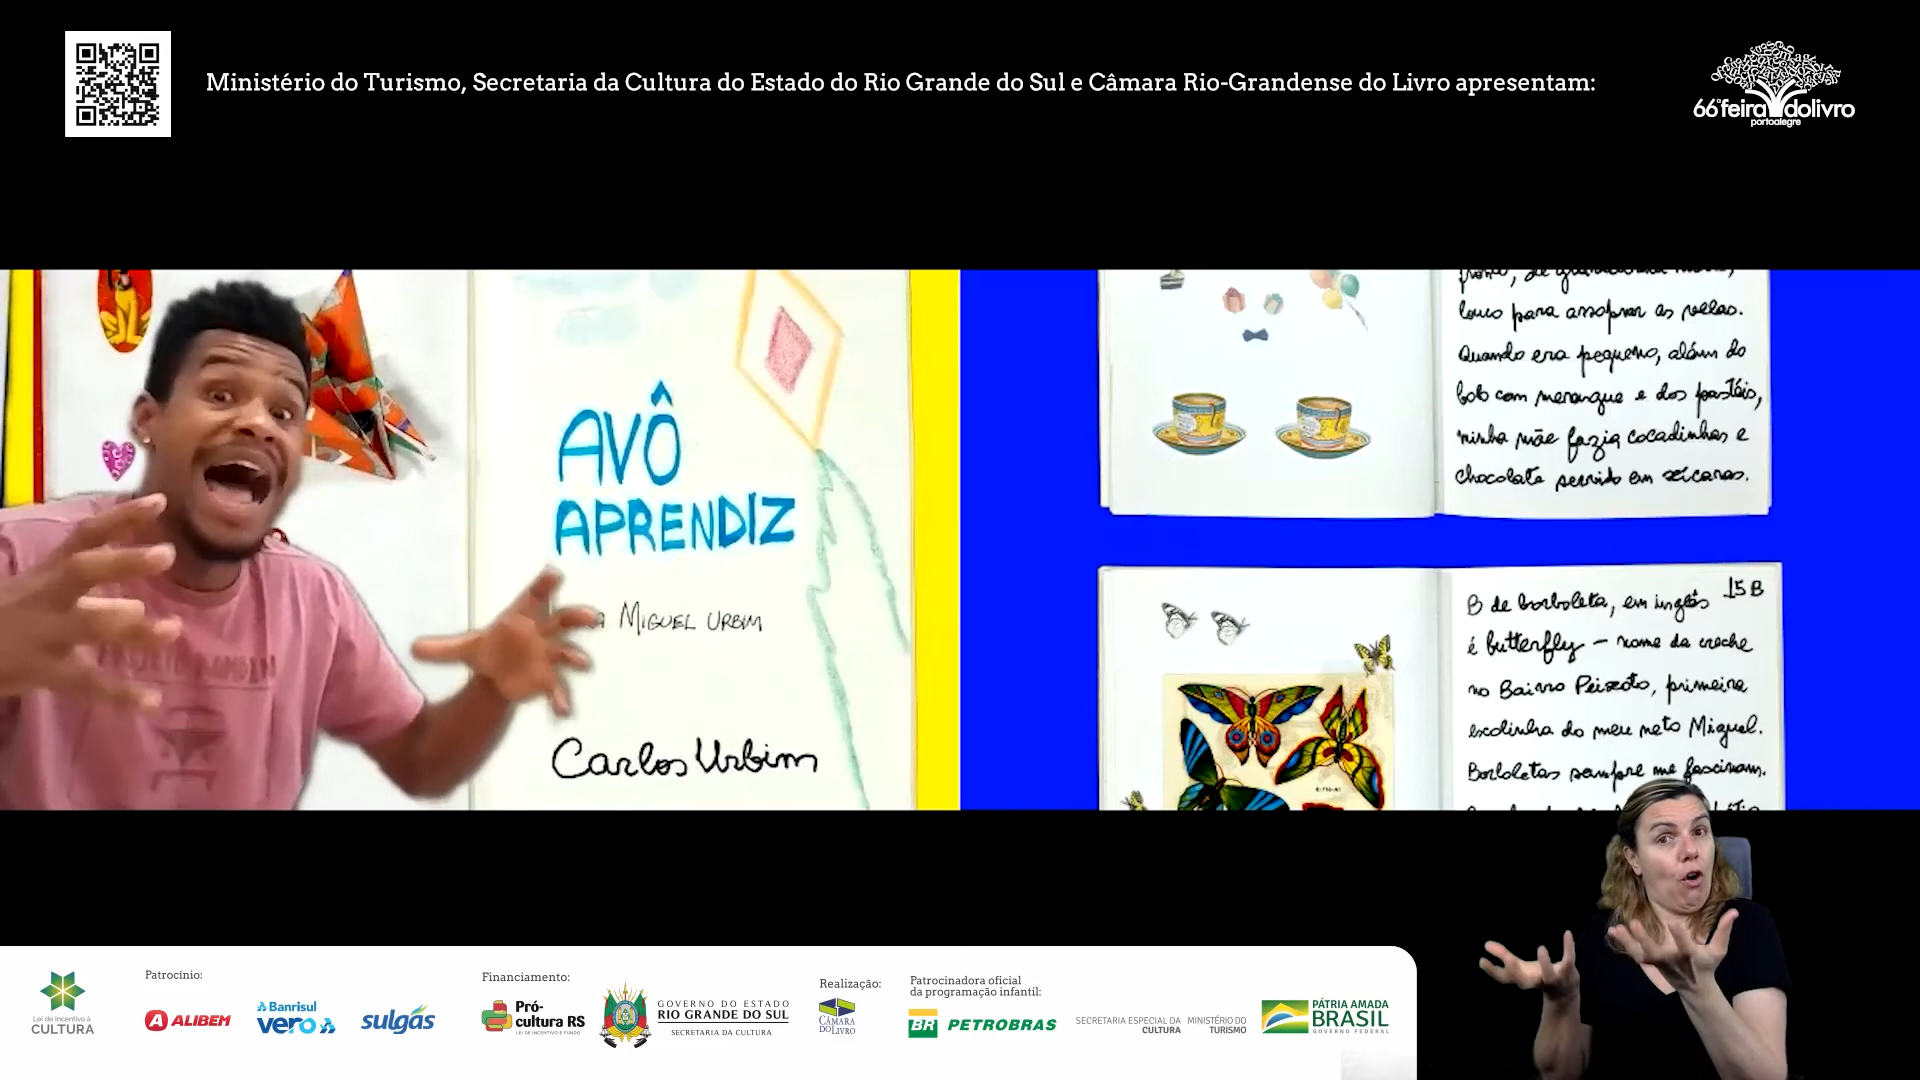 Ministério do Turismo, Secretaria da Cultura do Estado do Rio Grande do Sul e Câmara Rio-Grandense do Livro apresentam:
66ª feira do livro
portoalegre
AVÔ
APRENDIZ
MIGUEL URBIM
Carlos Urbim
louco para assoprar as velas.
Quando era pequeno, além do
bolo com merengue e dos pastéis,
minha mãe fazia cocadinhas e
chocolate servido em xícaras.
15B
B de borboleta, em inglês
é butterfly – nome da creche
no Bairro Peixoto, primeira
escolinha do meu neto Miguel.
Borboletas sempre me fascinam.
Lei de Incentivo à
CULTURA
Patrocínio:
ALIBEM
Banrisul
vero
sulgás
Financiamento:
Pró-
cultura RS
LEI DE INCENTIVO E FUNDO
GOVERNO DO ESTADO
RIO GRANDE DO SUL
SECRETARIA DA CULTURA
Realização:
CÂMARA
DO LIVRO
Patrocinadora oficial
da programação infantil:
BR PETROBRAS
SECRETARIA ESPECIAL DA
CULTURA
MINISTÉRIO DO
TURISMO
PÁTRIA AMADA
BRASIL
GOVERNO FEDERAL